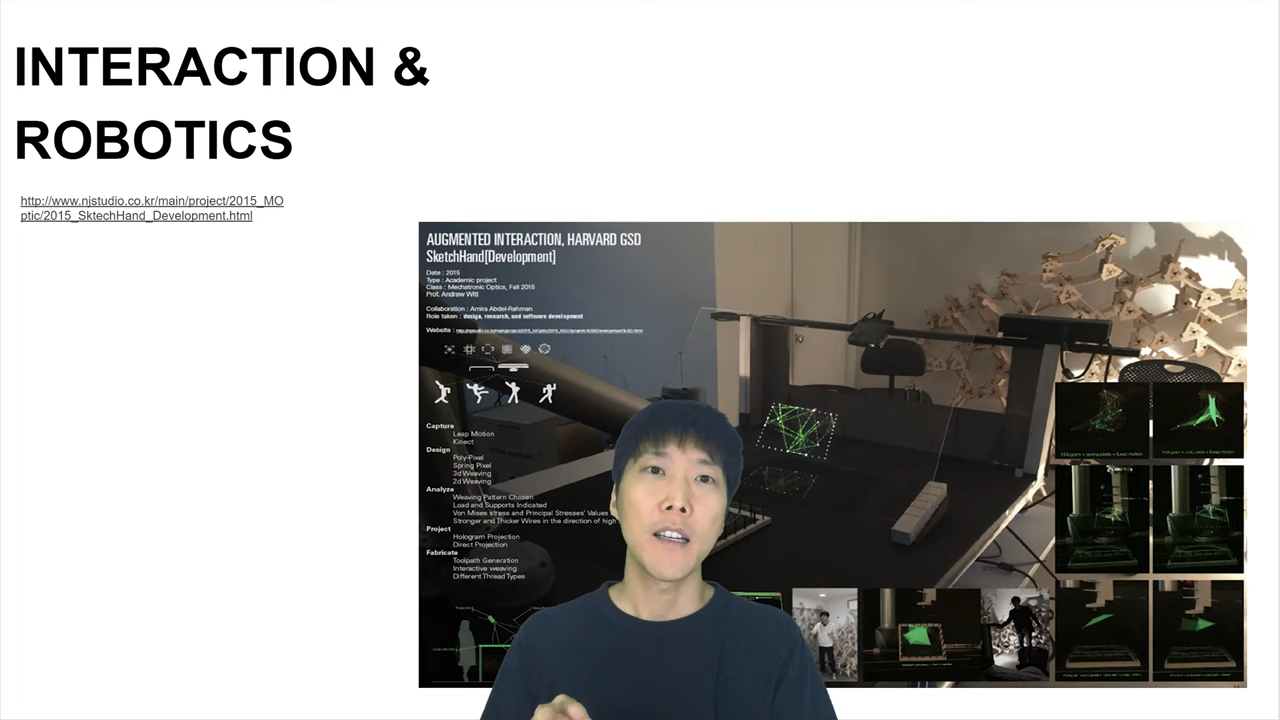 INTERACTION &
ROBOTICS
http://www.njstudio.co.kr/main/project/2015_MO
ptic/2015_SktechHand_Development.html
AUGMENTED INTERACTION, HARVARD GSD
SketchHand[Development]
Date : 2015
Type : Academic project
Class : Mechatronic Optics, Fall 2015
Prof. Andrew Witt
Collaboration : Amira Abdel-Rahman
Role taken : design, research, and software development
Website :
Capture
Leap Motion
Kinect
Design
Poly-Pixel
Spring Pixel
3d Weaving
2d Weaving
Analyze
Weaving Pattern Chosen
Load and Supports Indicated
Von Mises stress and Principal Stresses' Values
Stronger and Thicker Wires in the direction of high
Project
Hologram Projection
Direct Projection
Fabricate
Toolpath Generation
Interactive weaving
Different Thread Types